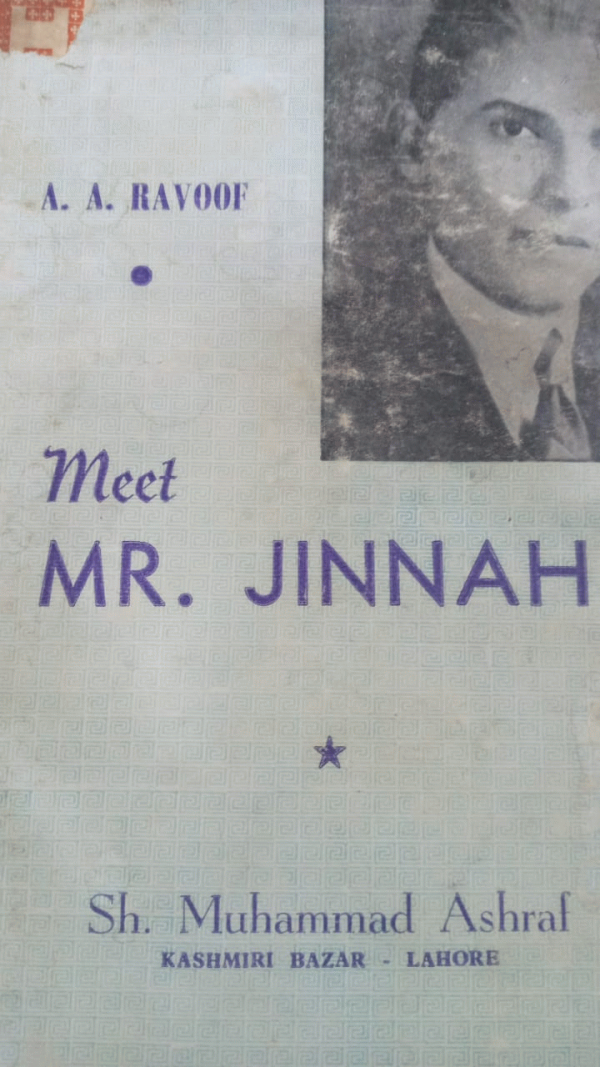 A. A. RAVOOF
Meet
MR. JINNAH
Sh. Muhammad Ashraf
KASHMIRI BAZAR - LAHORE